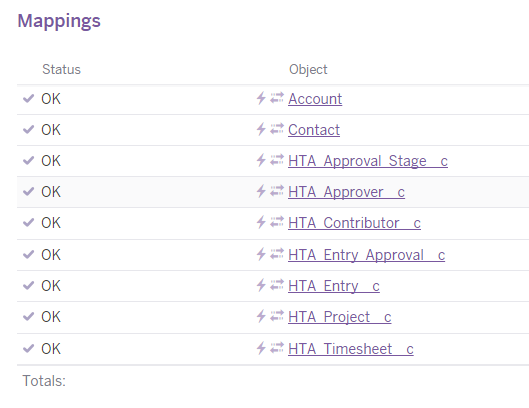 Mappings
Status Object
OK Account
OK Contact
OK HTA_Approval_Stage__c
OK HTA_Approver__c
OK HTA_Contributor__c
OK HTA_Entry_Approval__c
OK HTA_Entry__c
OK HTA_Project__c
OK HTA_Timesheet__c
Totals: